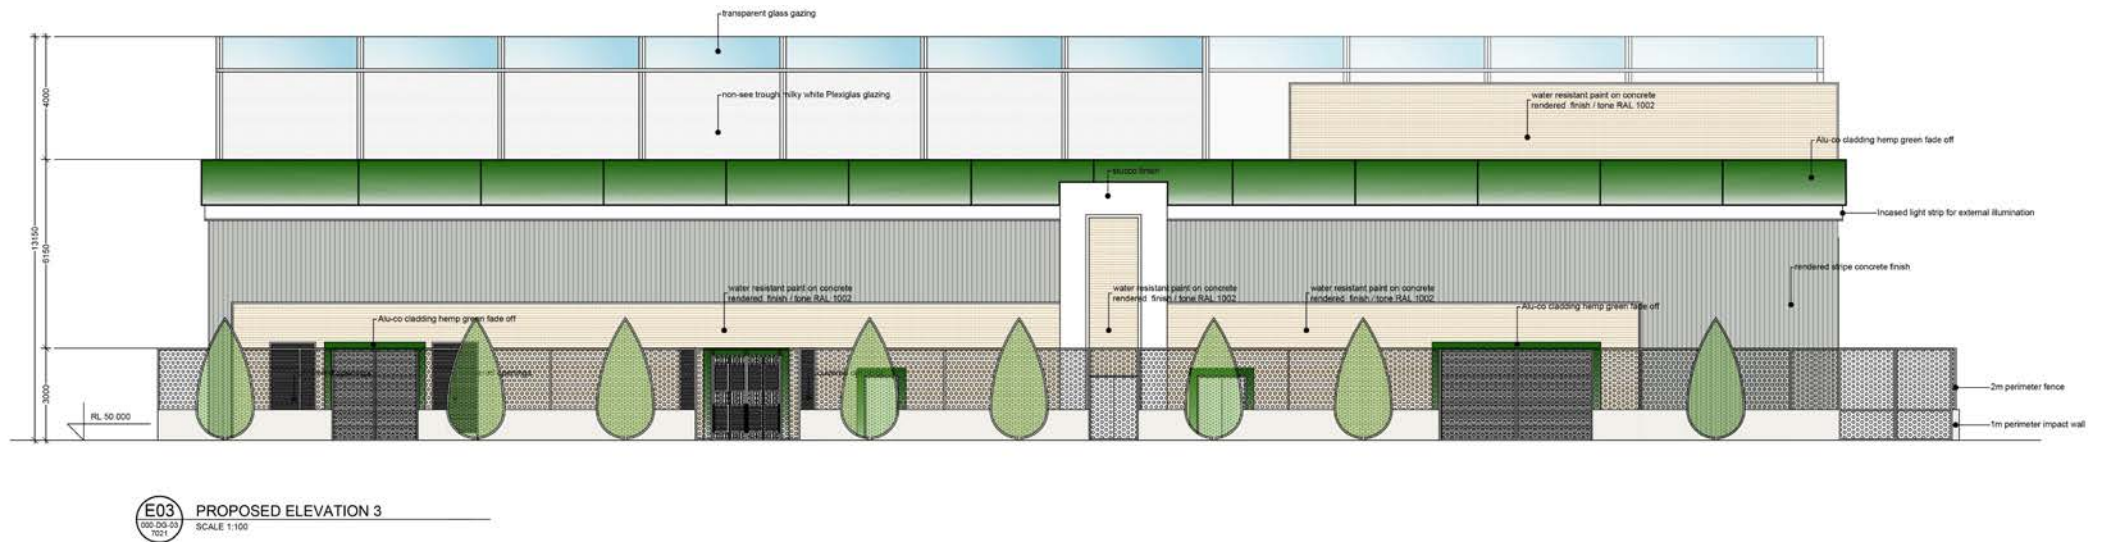 transparent glass gazing
non-see trough milky white Plexiglas glazing
water resistant paint on concrete
rendered finish / tone RAL 1002
Alu-co cladding hemp green fade off
stucco finish
Incased light strip for external illumination
rendered stripe concrete finish
water resistant paint on concrete
rendered finish / tone RAL 1002
water resistant paint on concrete
rendered finish / tone RAL 1002
water resistant paint on concrete
rendered finish / tone RAL 1002
Alu-co cladding hemp green fade off
Alu-co cladding hemp green fade off
2m perimeter fence
1m perimeter impact wall
4000
13150
6150
3000
RL 50 000
E03
000-DG-03
7021
PROPOSED ELEVATION 3
SCALE 1:100